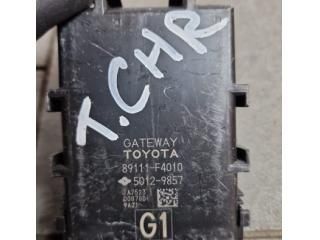 T.CHR
GATEWAY
TOYOTA
89111-F4010
5012-9857
G1